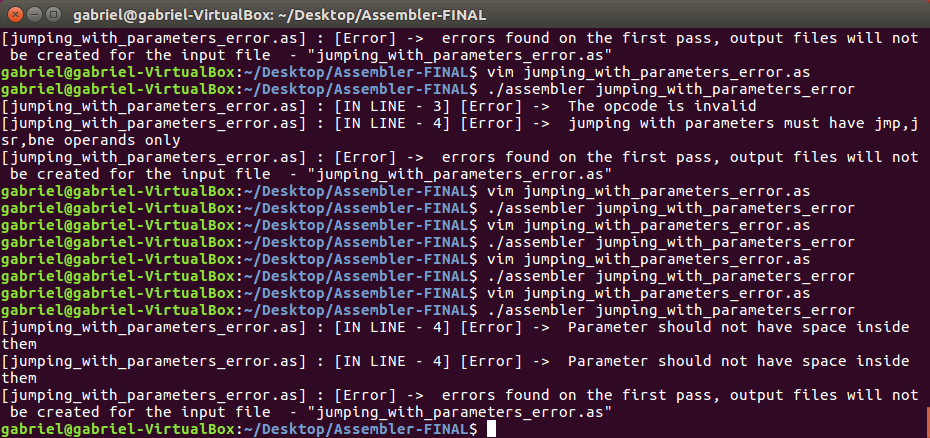 gabriel@gabriel-VirtualBox: ~/Desktop/Assembler-FINAL
[jumping_with_parameters_error.as] : [Error] ->  errors found on the first pass, output files will not
 be created for the input file  - "jumping_with_parameters_error.as"
gabriel@gabriel-VirtualBox:~/Desktop/Assembler-FINAL$ vim jumping_with_parameters_error.as
gabriel@gabriel-VirtualBox:~/Desktop/Assembler-FINAL$ ./assembler jumping_with_parameters_error
[jumping_with_parameters_error.as] : [IN LINE - 3] [Error] ->  The opcode is invalid
[jumping_with_parameters_error.as] : [IN LINE - 4] [Error] ->  jumping with parameters must have jmp,j
sr,bne operands only
[jumping_with_parameters_error.as] : [Error] ->  errors found on the first pass, output files will not
 be created for the input file  - "jumping_with_parameters_error.as"
gabriel@gabriel-VirtualBox:~/Desktop/Assembler-FINAL$ vim jumping_with_parameters_error.as
gabriel@gabriel-VirtualBox:~/Desktop/Assembler-FINAL$ ./assembler jumping_with_parameters_error
gabriel@gabriel-VirtualBox:~/Desktop/Assembler-FINAL$ vim jumping_with_parameters_error.as
gabriel@gabriel-VirtualBox:~/Desktop/Assembler-FINAL$ ./assembler jumping_with_parameters_error
gabriel@gabriel-VirtualBox:~/Desktop/Assembler-FINAL$ vim jumping_with_parameters_error.as
gabriel@gabriel-VirtualBox:~/Desktop/Assembler-FINAL$ ./assembler jumping_with_parameters_error
gabriel@gabriel-VirtualBox:~/Desktop/Assembler-FINAL$ vim jumping_with_parameters_error.as
gabriel@gabriel-VirtualBox:~/Desktop/Assembler-FINAL$ ./assembler jumping_with_parameters_error
[jumping_with_parameters_error.as] : [IN LINE - 4] [Error] ->  Parameter should not have space inside
them
[jumping_with_parameters_error.as] : [IN LINE - 4] [Error] ->  Parameter should not have space inside
them
[jumping_with_parameters_error.as] : [Error] ->  errors found on the first pass, output files will not
 be created for the input file  - "jumping_with_parameters_error.as"
gabriel@gabriel-VirtualBox:~/Desktop/Assembler-FINAL$